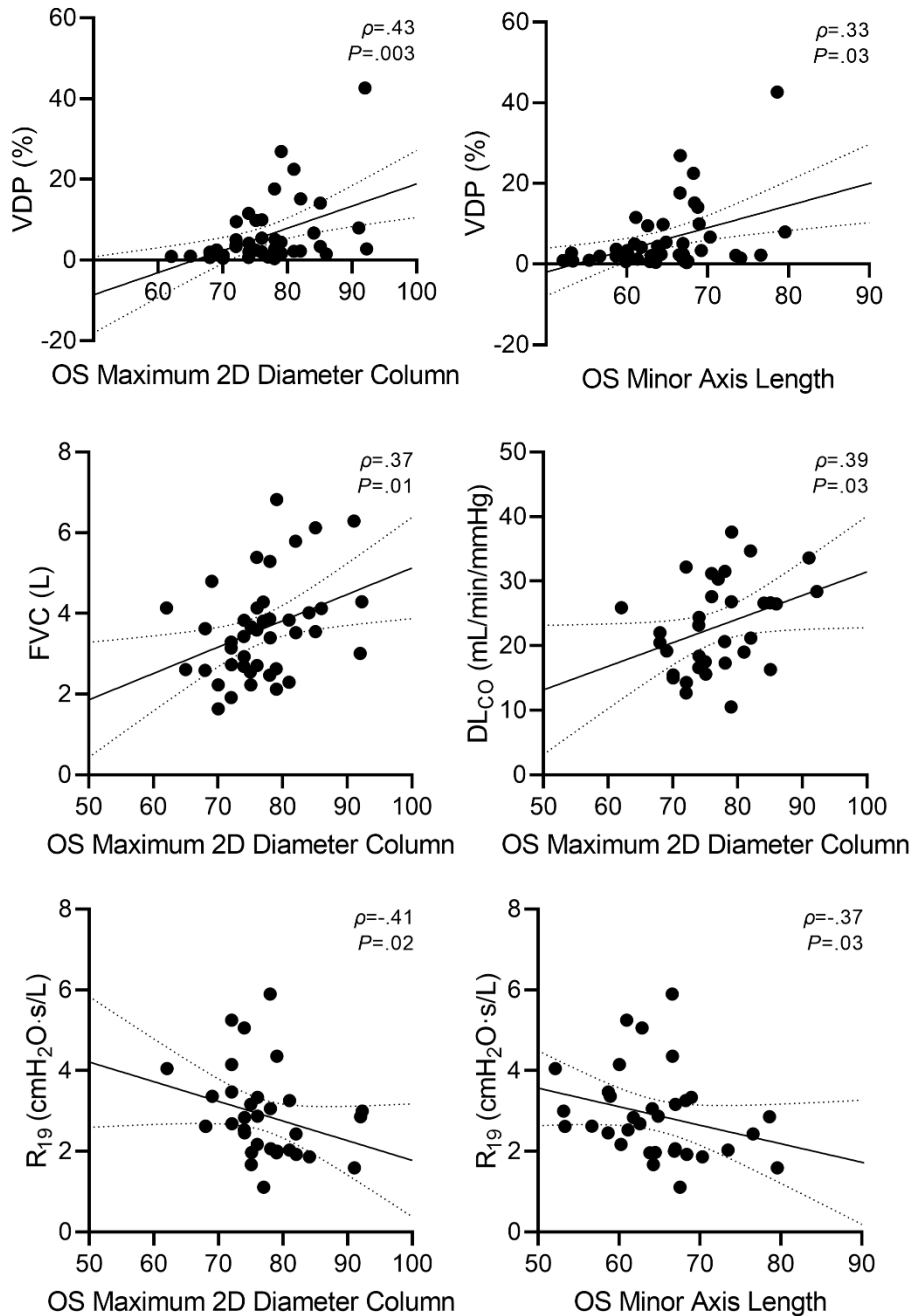 60
40
20
0
-20
VDP (%)
ρ=.43
P=.003
60 70 80 90 100
OS Maximum 2D Diameter Column
60
40
20
0
-20
VDP (%)
ρ=.33
P=.03
60 70 80 90
OS Minor Axis Length
8
6
4
2
0
FVC (L)
ρ=.37
P=.01
50 60 70 80 90 100
OS Maximum 2D Diameter Column
50
40
30
20
10
0
DLCO (mL/min/mmHg)
ρ=.39
P=.03
50 60 70 80 90 100
OS Maximum 2D Diameter Column
8
6
4
2
0
R19 (cmH2O·s/L)
ρ=-.41
P=.02
50 60 70 80 90 100
OS Maximum 2D Diameter Column
8
6
4
2
0
R19 (cmH2O·s/L)
ρ=-.37
P=.03
50 60 70 80 90
OS Minor Axis Length